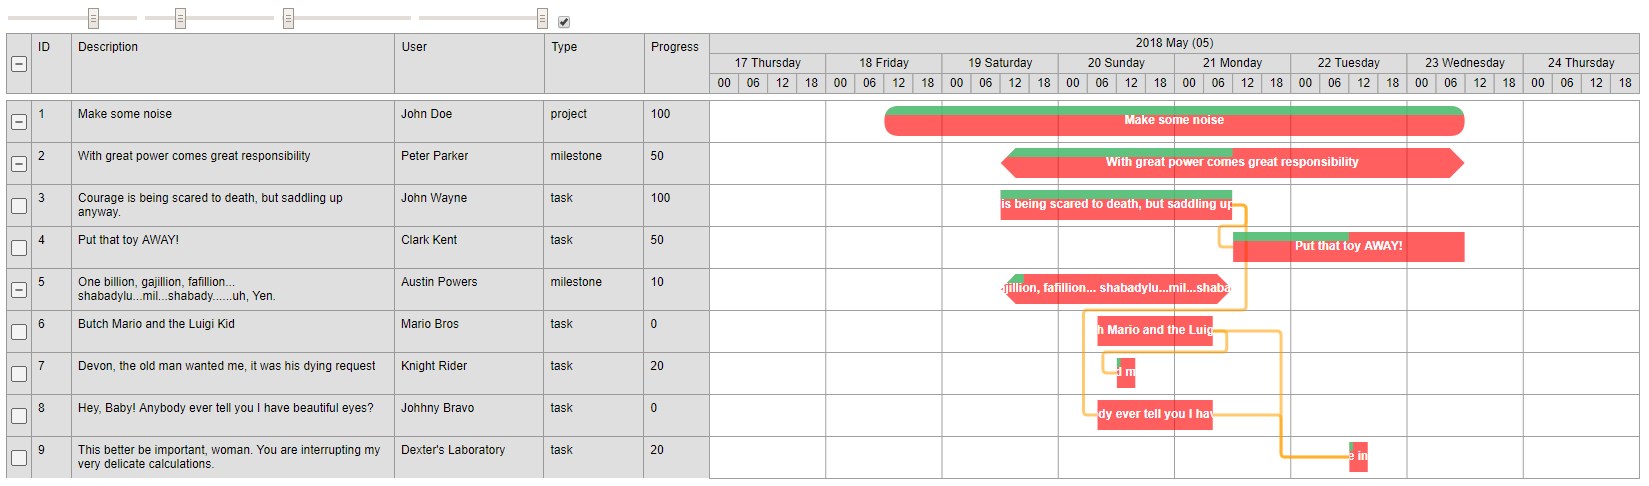 2018 May (05)
ID Description User Type Progress
17 Thursday 18 Friday 19 Saturday 20 Sunday 21 Monday 22 Tuesday 23 Wednesday 24 Thursday
00 06 12 18 00 06 12 18 00 06 12 18 00 06 12 18 00 06 12 18 00 06 12 18 00 06 12 18 00 06 12 18
1 Make some noise John Doe project 100 Make some noise
2 With great power comes great responsibility Peter Parker milestone 50 With great power comes great responsibility
3 Courage is being scared to death, but saddling up John Wayne task 100 is being scared to death, but saddling up
anyway.
4 Put that toy AWAY! Clark Kent task 50 Put that toy AWAY!
5 One billion, gajillion, fafillion... Austin Powers milestone 10 jillion, fafillion... shabadylu...mil...shaba
shabadylu...mil...shabady......uh, Yen.
6 Butch Mario and the Luigi Kid Mario Bros task 0 h Mario and the Luig
7 Devon, the old man wanted me, it was his dying request Knight Rider task 20 d m
8 Hey, Baby! Anybody ever tell you I have beautiful eyes? Johhny Bravo task 0 dy ever tell you I hav
9 This better be important, woman. You are interrupting my Dexter's Laboratory task 20 e in
very delicate calculations.